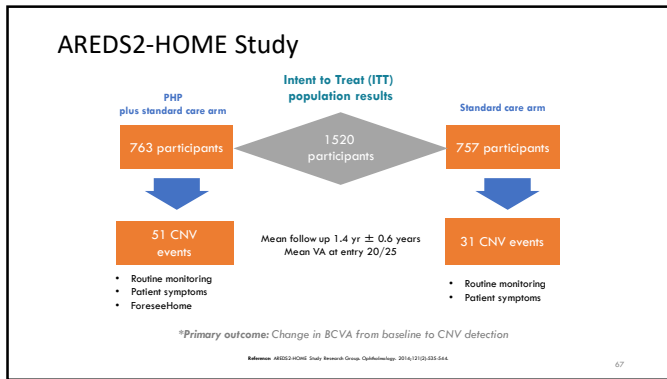 AREDS2-HOME Study
Intent to Treat (ITT)
population results
PHP
plus standard care arm
Standard care arm
763 participants
1520
participants
757 participants
51 CNV
events
Mean follow up 1.4 yr ± 0.6 years
Mean VA at entry 20/25
31 CNV events
• Routine monitoring
• Patient symptoms
• ForeseeHome
• Routine monitoring
• Patient symptoms
*Primary outcome: Change in BCVA from baseline to CNV detection
Reference: AREDS2-HOME Study Research Group. Ophthalmology. 2014;121(2):535-544.
67